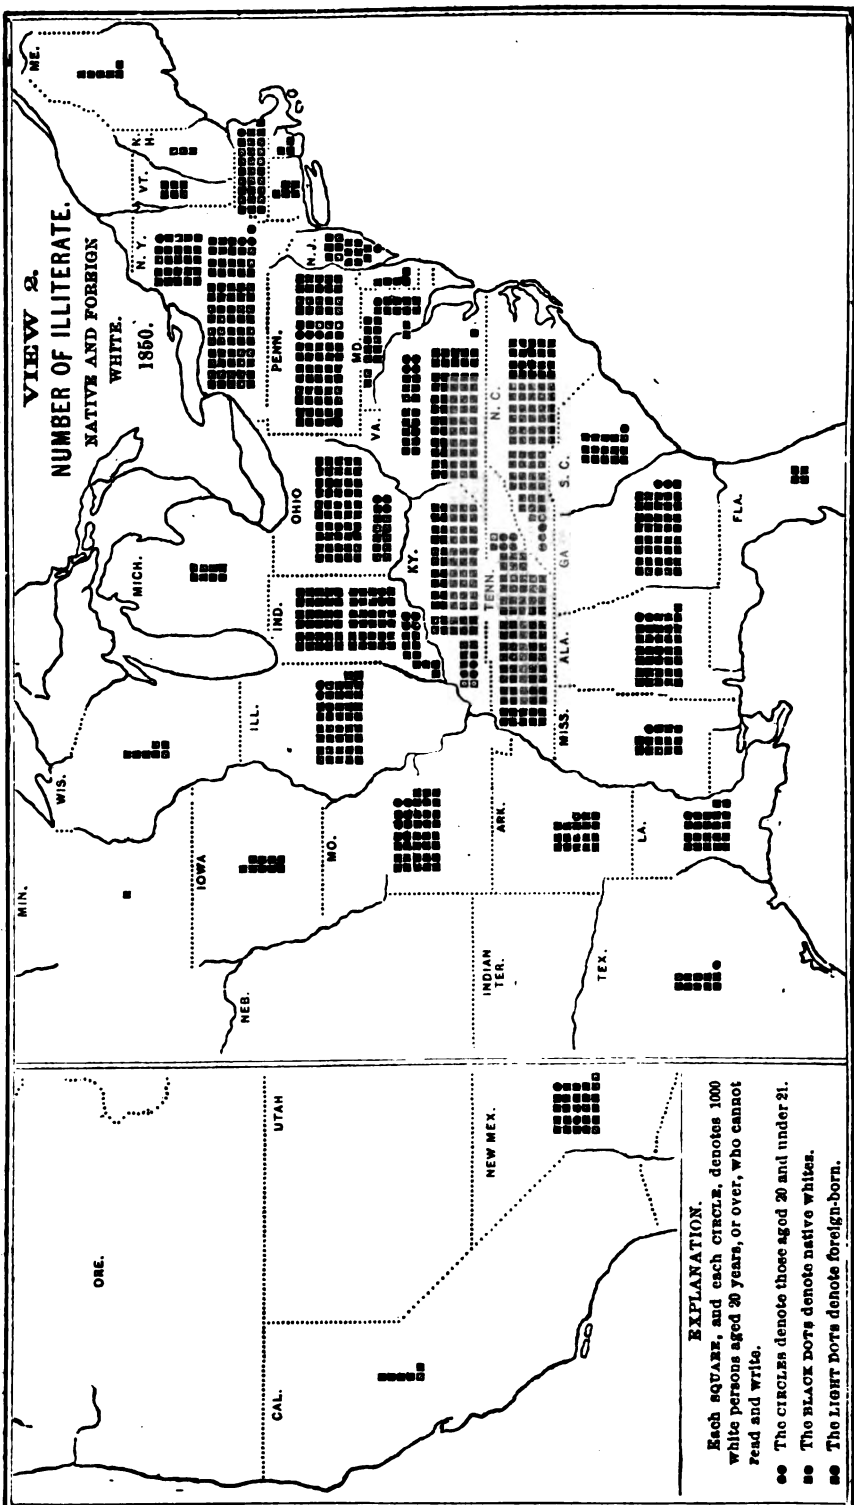 VIEW 2.
NUMBER OF ILLITERATE.
NATIVE AND FOREIGN
WHITE.
1850.
ME.
N.
H.
VT.
N. Y.
N.J.
PENN.
MD.
VA.
N. C.
S. C.
GA
FLA.
OHIO
MICH.
IND.
KY.
TENN.
ALA.
MISS.
ILL.
WIS.
MIN.
IOWA
MO.
ARK.
LA.
NEB.
INDIAN
TER.
TEX.
ORE.
UTAH
CAL.
NEW MEX.
EXPLANATION.
Each SQUARE, and each CIRCLE, denotes 1000
white persons aged 20 years, or over, who cannot
read and write.
The CIRCLES denote those aged 20 and under 21.
The BLACK DOTS denote native whites.
The LIGHT DOTS denote foreign-born.